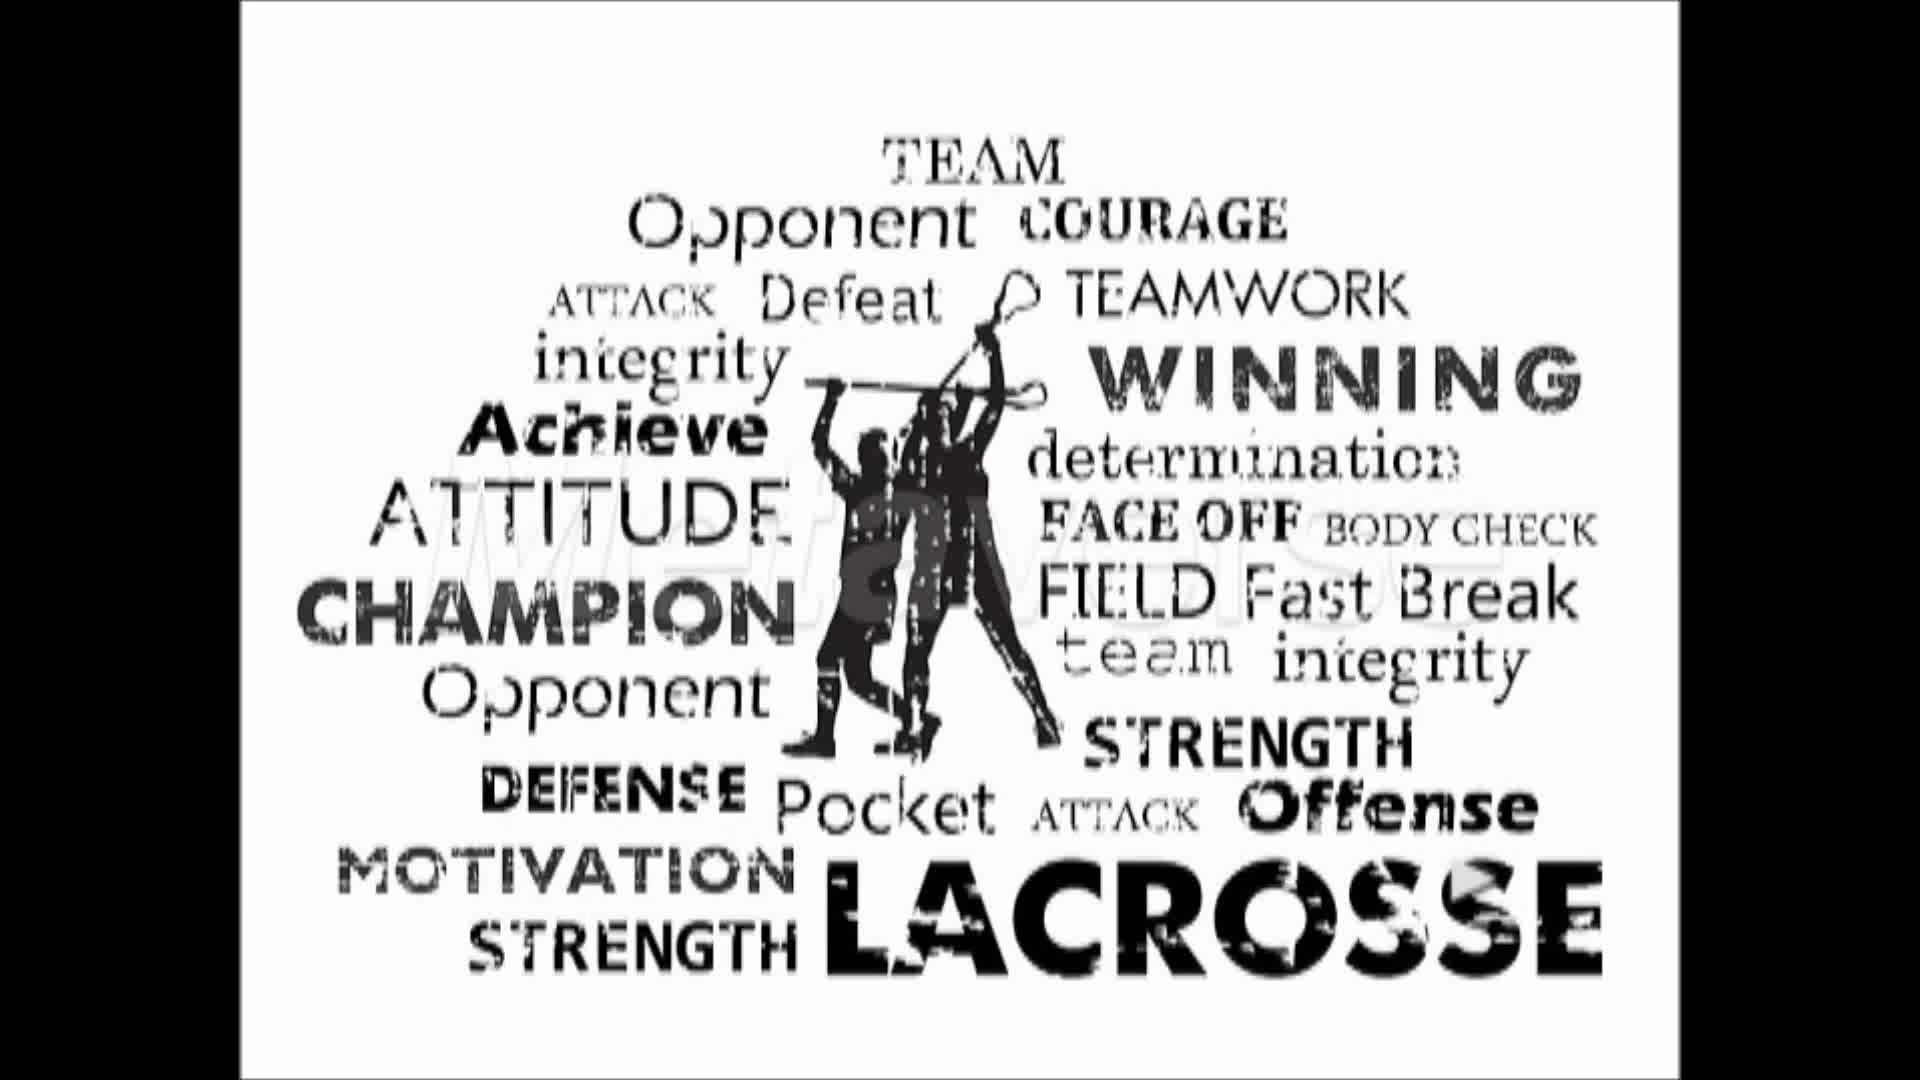 TEAM
Opponent COURAGE
ATTACK Defeat TEAMWORK
integrity WINNING
Achieve determination
ATTITUDE FACE OFF BODY CHECK
CHAMPION FIELD Fast Break
Opponent team integrity
STRENGTH
DEFENSE Pocket ATTACK Offense
MOTIVATION LACROSSE
STRENGTH